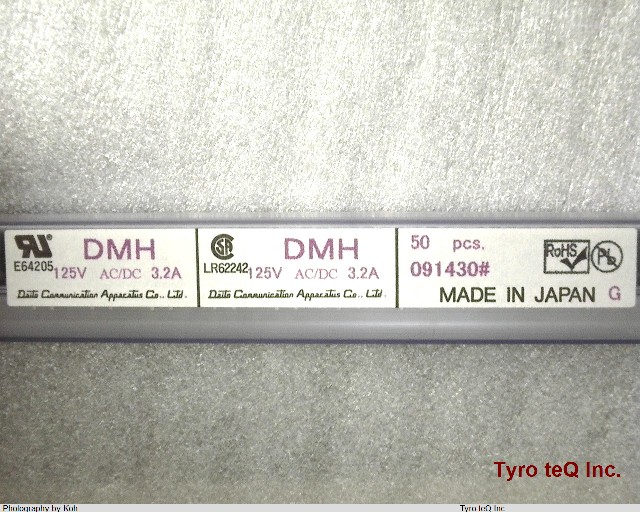 DMH
E64205 125V AC/DC 3.2A
Daito Communication Apparatus Co., Ltd.
DMH
LR62242 125V AC/DC 3.2A
Daito Communication Apparatus Co., Ltd.
50 pcs.
091430#
RoHS
Pb
MADE IN JAPAN G
Tyro teQ Inc.
Photography by Koh
Tyro teQ Inc